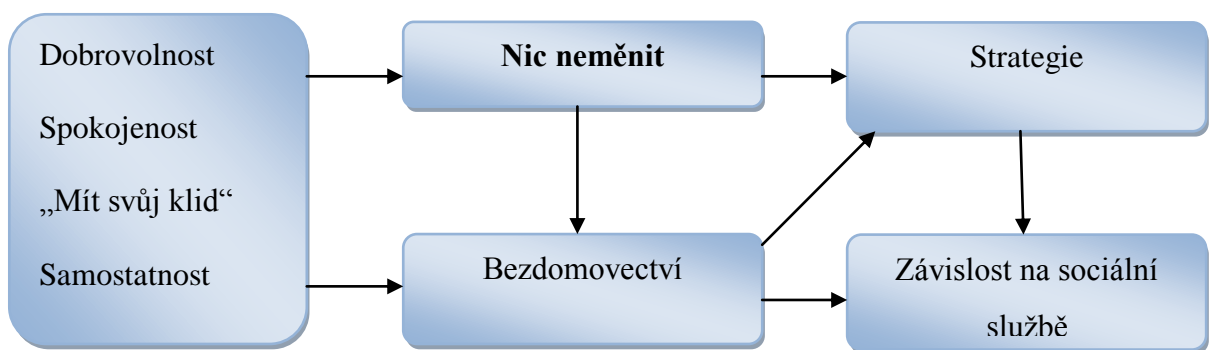 Dobrovolnost
Spokojenost
„Mít svůj klid“
Samostatnost
Nic neměnit
Strategie
Bezdomovectví
Závislost na sociální
službě